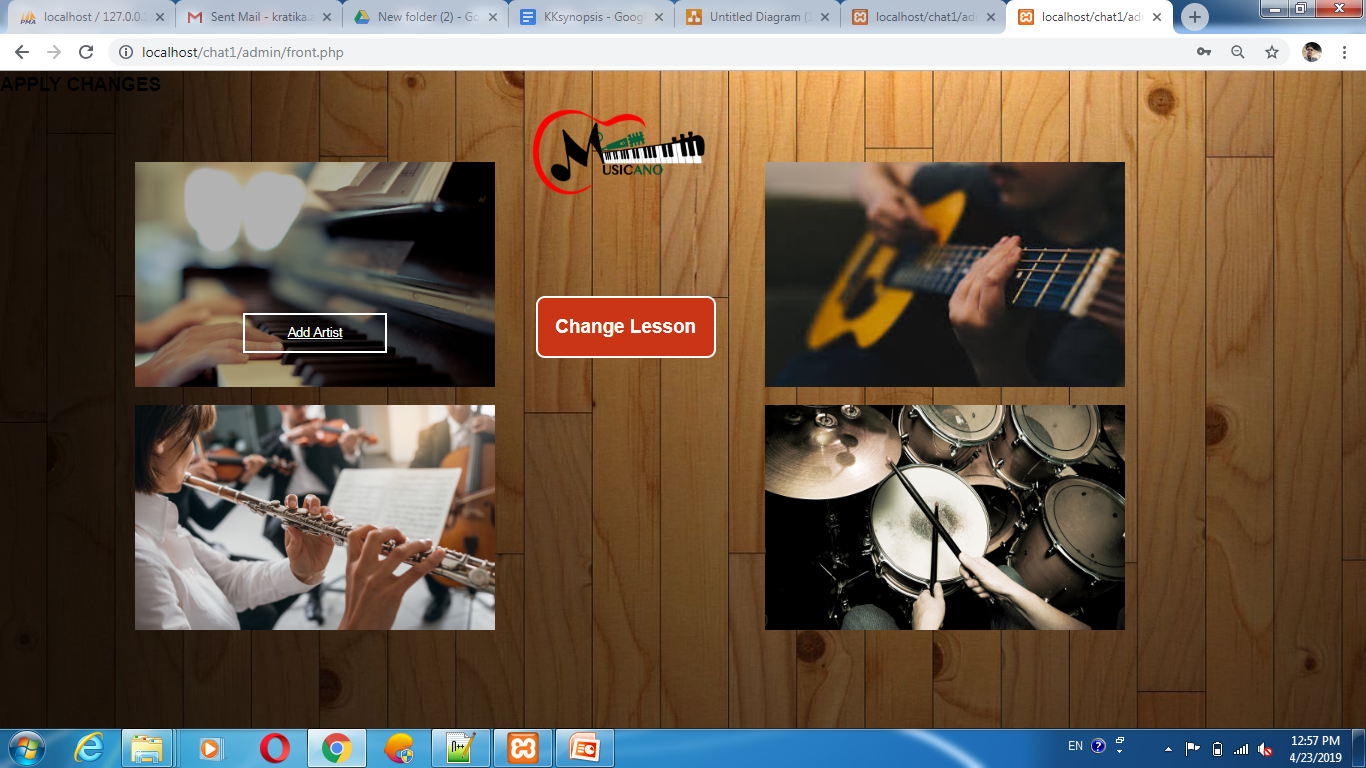 localhost / 127.0.0.
Sent Mail - kratika.
New folder (2) - Go
KKsynopsis - Googl
Untitled Diagram (
localhost/chat1/ad
localhost/chat1/ad
localhost/chat1/admin/front.php
APPLY CHANGES
MUSICANO
Add Artist
Change Lesson
EN
12:57 PM
4/23/2019